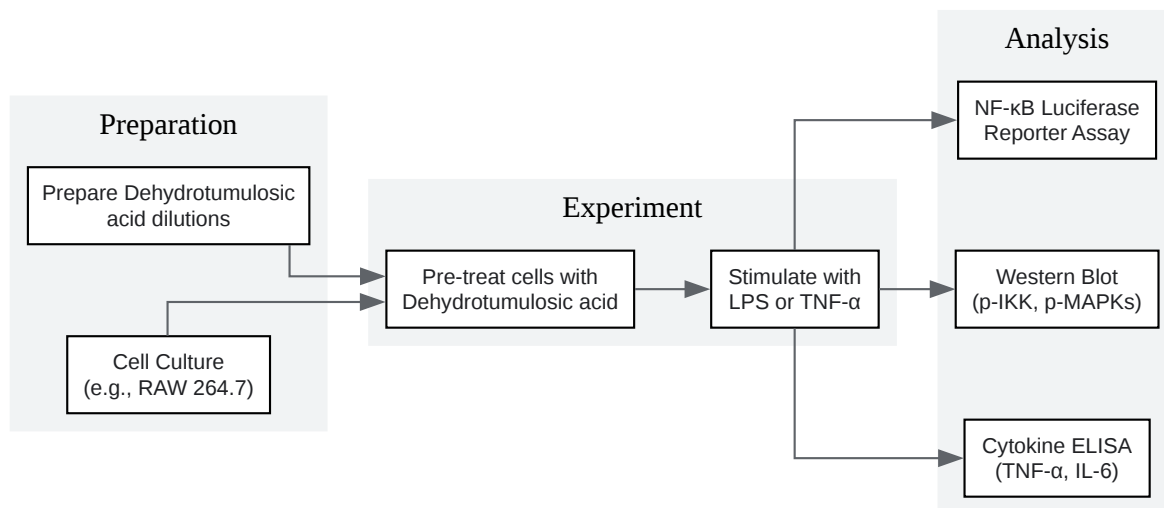 Preparation
Prepare Dehydrotumulosic
acid dilutions
Cell Culture
(e.g., RAW 264.7)
Experiment
Pre-treat cells with
Dehydrotumulosic acid
Stimulate with
LPS or TNF-α
Analysis
NF-κB Luciferase
Reporter Assay
Western Blot
(p-IKK, p-MAPKs)
Cytokine ELISA
(TNF-α, IL-6)